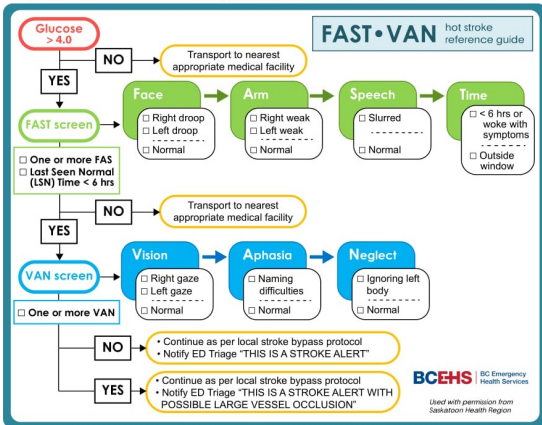 Glucose
> 4.0
FAST•VAN
hot stroke
reference guide
NO
Transport to nearest
appropriate medical facility
YES
FAST screen
Face
☐ Right droop
☐ Left droop
☐ Normal
Arm
☐ Right weak
☐ Left weak
☐ Normal
Speech
☐ Slurred
☐ Normal
Time
☐ < 6 hrs or
woke with
symptoms
☐ Outside
window
☐ One or more FAS
☐ Last Seen Normal
(LSN) Time < 6 hrs
NO
Transport to nearest
appropriate medical facility
YES
VAN screen
Vision
☐ Right gaze
☐ Left gaze
☐ Normal
Aphasia
☐ Naming
difficulties
☐ Normal
Neglect
☐ Ignoring left
body
☐ Normal
☐ One or more VAN
NO
• Continue as per local stroke bypass protocol
• Notify ED Triage “THIS IS A STROKE ALERT”
YES
• Continue as per local stroke bypass protocol
• Notify ED Triage “THIS IS A STROKE ALERT WITH
POSSIBLE LARGE VESSEL OCCLUSION”
BCEHS
BC Emergency
Health Services
Used with permission from
Saskatoon Health Region